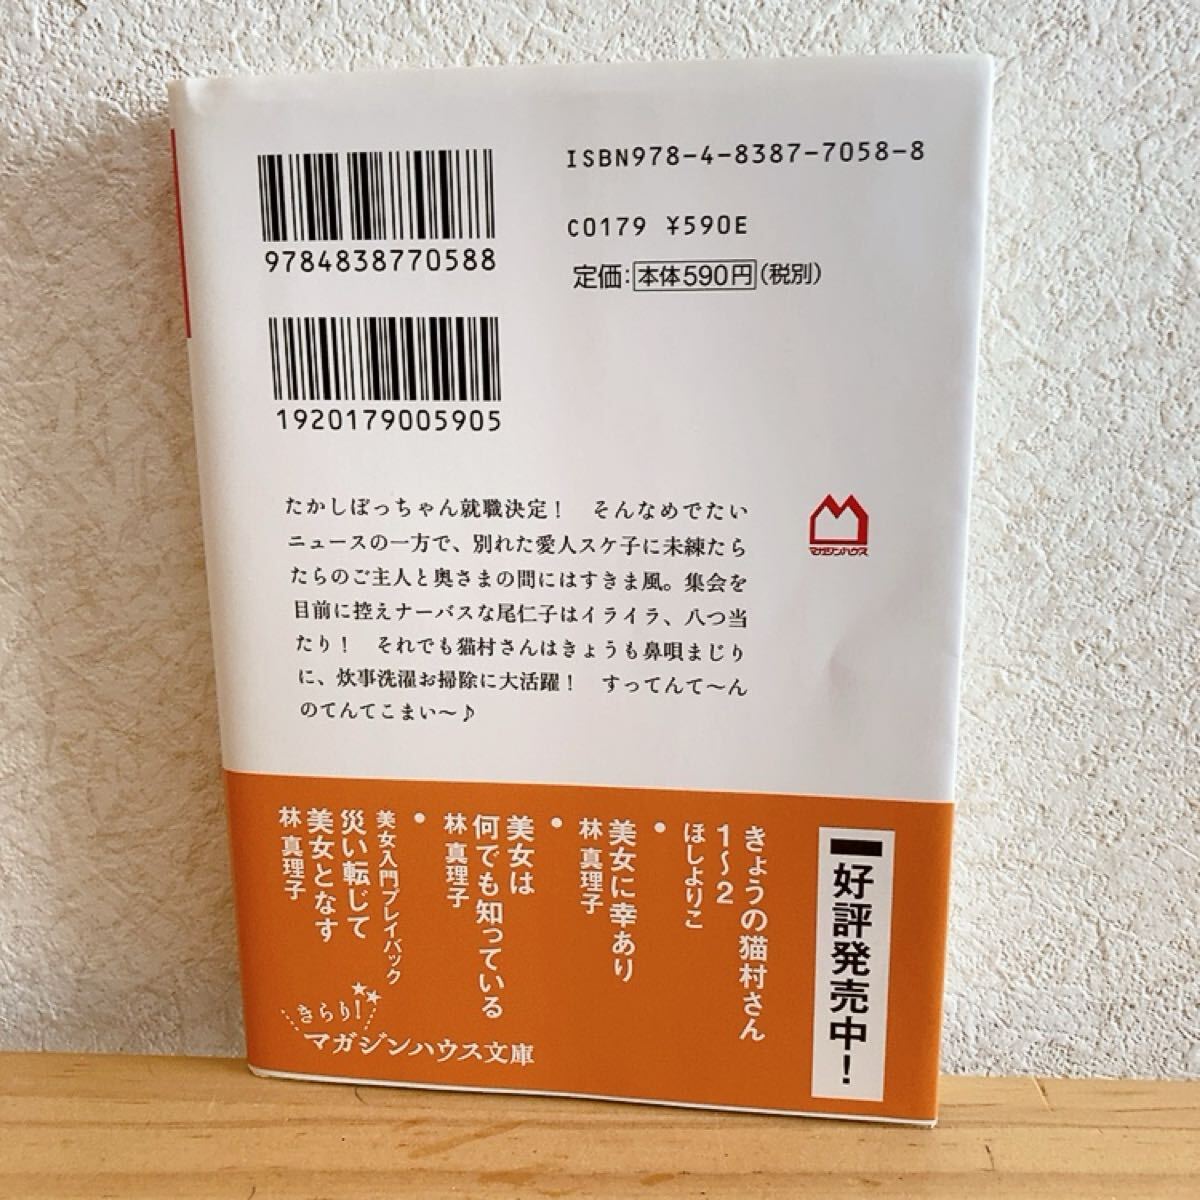 ISBN978-4-8387-7058-8
C0179 ¥590E
定価:本体590円(税別)
9784838770588
1920179005905
マガジンハウス
たかしぼっちゃん就職決定！　そんなめでたい
ニュースの一方で、別れた愛人スケ子に未練たら
たらのご主人と奥さまの間にはすきま風。集会を
目前に控えナーバスな尾仁子はイライラ、八つ当
たり！　それでも猫村さんはきょうも鼻唄まじり
に、炊事洗濯お掃除に大活躍！　すってんて〜ん
のてんてこまい〜♪
好評発売中！
きょうの猫村さん
1〜2
ほしよりこ
●
美女に幸あり
林 真理子
●
美女は
何でも知っている
林 真理子
●
美女入門プレイバック
災い転じて
美女となす
林 真理子
きらり！
マガジンハウス文庫